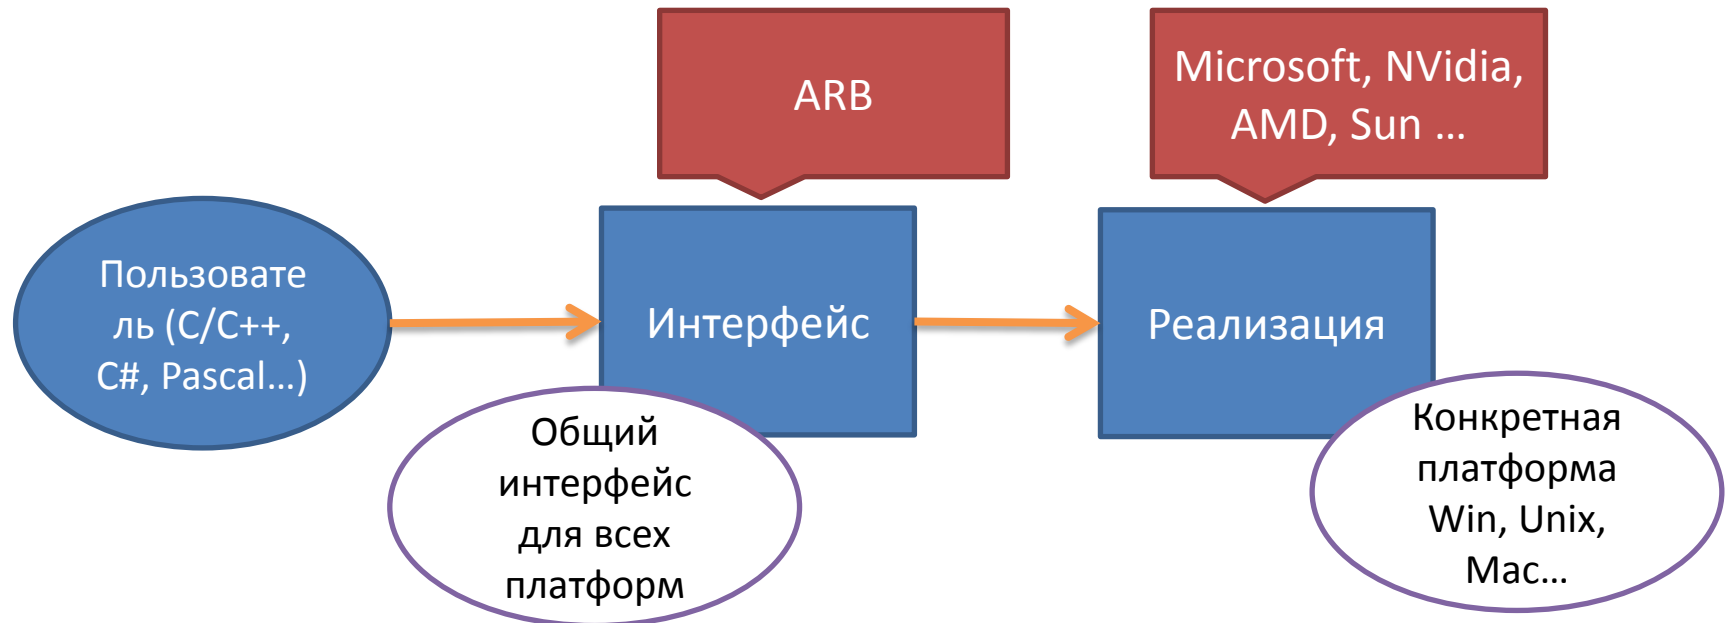 ARB
Microsoft, NVidia,
AMD, Sun ...
Пользовате
ль (C/C++,
C#, Pascal...)
Интерфейс
Реализация
Общий
интерфейс
для всех
платформ
Конкретная
платформа
Win, Unix,
Mac...